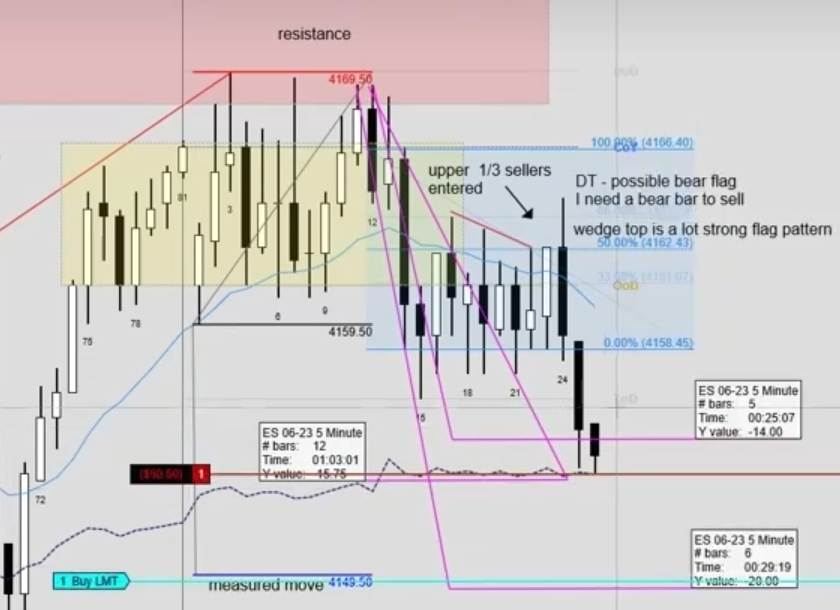 resistance
4169.50
100.00% (4166.40)
upper 1/3 sellers
entered
DT - possible bear flag
I need a bear bar to sell
wedge top is a lot strong flag pattern
50.00% (4162.43)
OoD
0.00% (4158.45)
81
3
12
6
9
75
78
4159.50
18
21
24
15
72
ES 06-23 5 Minute
# bars: 5
Time: 00:25:07
Y value: -14.00
ES 06-23 5 Minute
# bars: 12
Time: 01:03:01
Y value: -15.75
1
ES 06-23 5 Minute
# bars: 6
Time: 00:29:19
Y value: -20.00
1 Buy LMT
measured move 4149.50